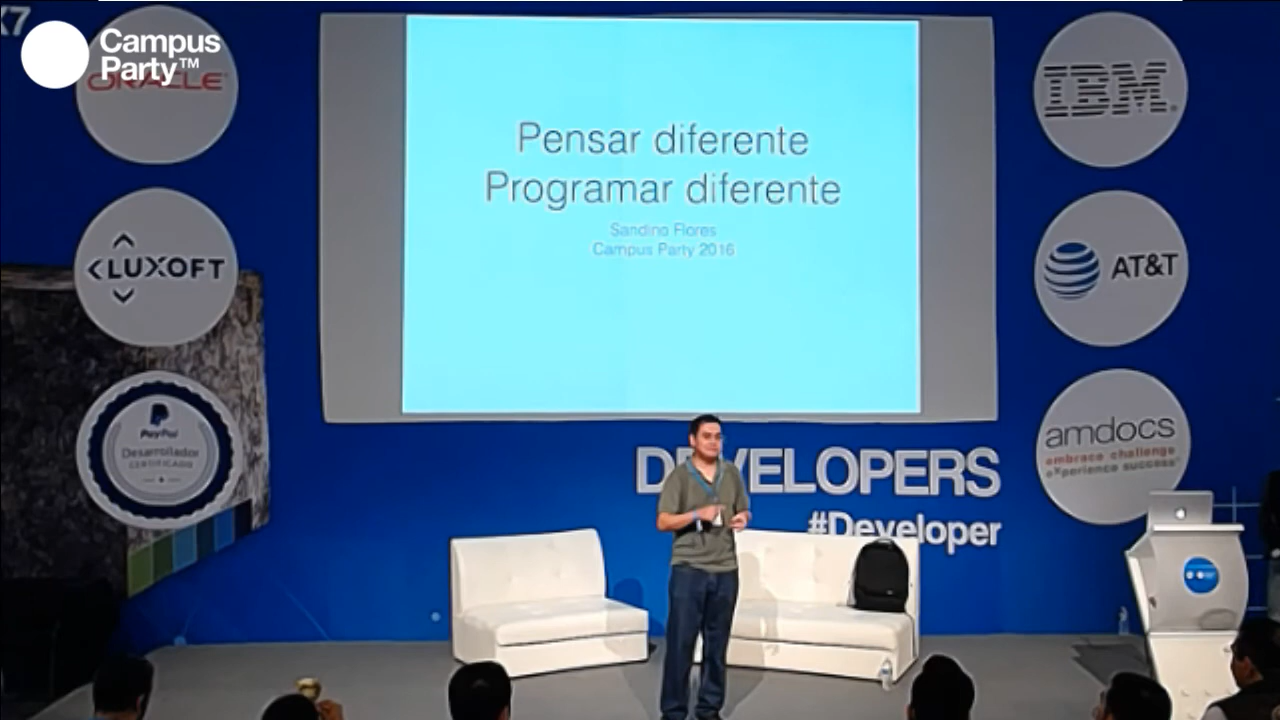 Campus
Party™
ORACLE
Pensar diferente
Programar diferente
Sandino Flores
Campus Party 2016
IBM
LUXOFT
AT&T
PayPal
Desarrollador
CERTIFICADO
amdocs
embrace challenge
experience success
DEVELOPERS
#Developer